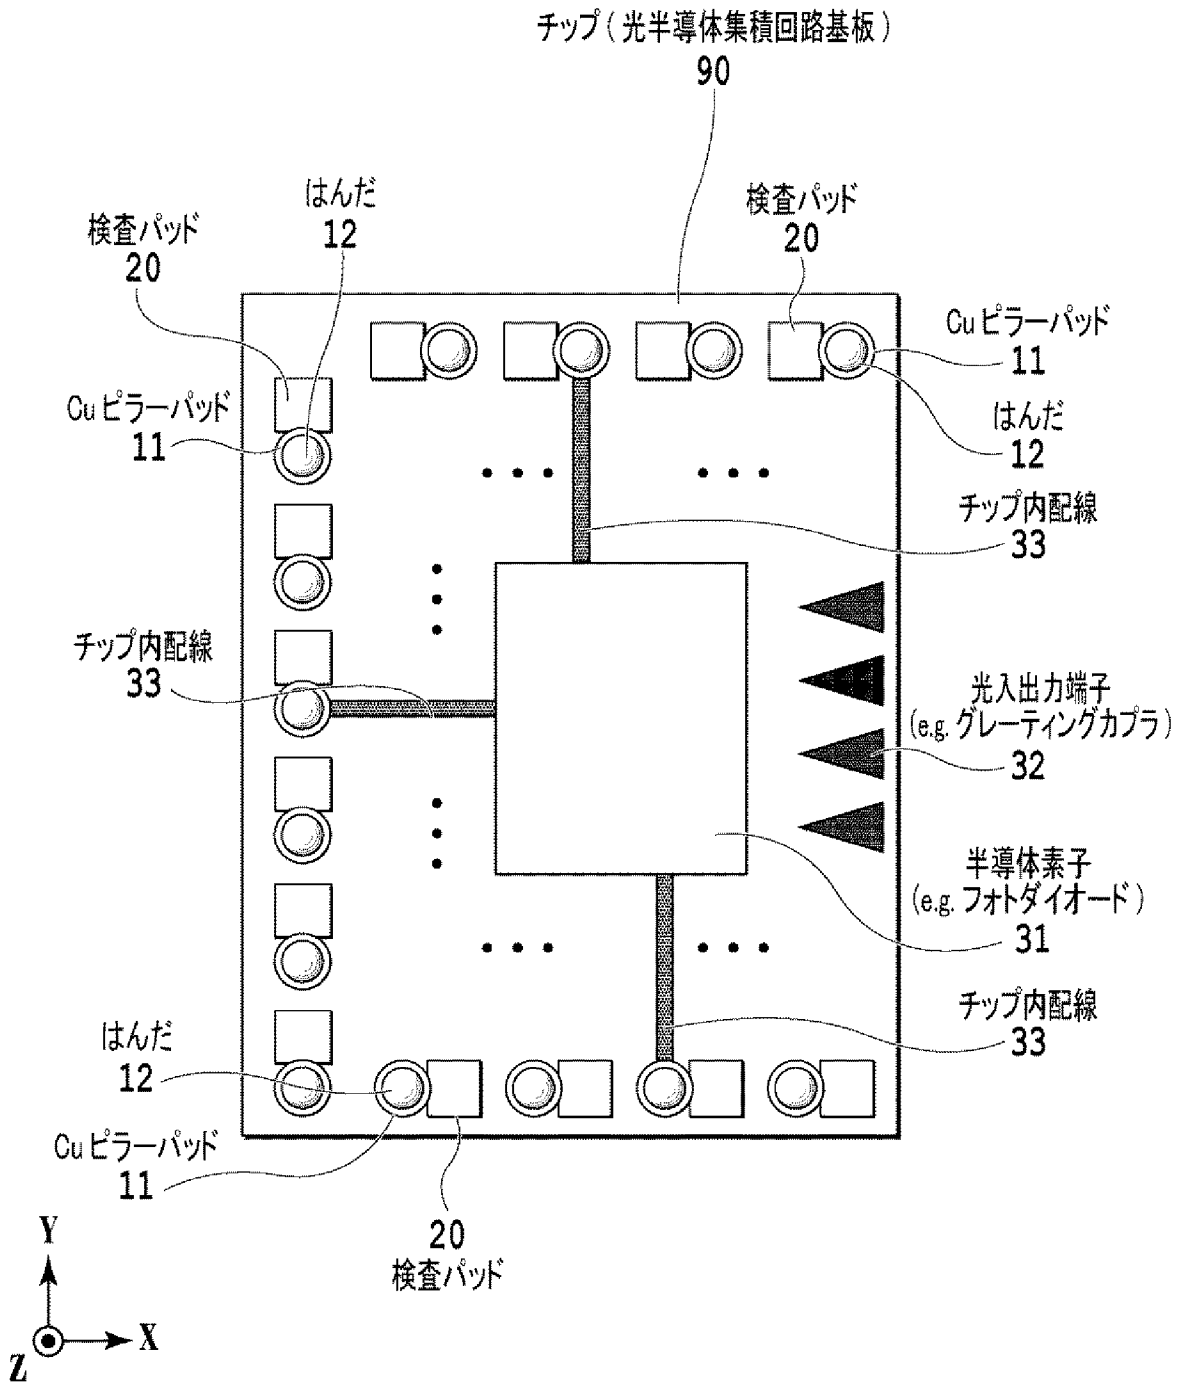 チップ(光半導体集積回路基板)
90
はんだ
12
検査パッド
20
検査パッド
20
Cuピラーパッド
11
はんだ
12
Cuピラーパッド
11
チップ内配線
33
チップ内配線
33
光入出力端子
(e.g.グレーティングカプラ)
32
半導体素子
(e.g.フォトダイオード)
31
チップ内配線
33
はんだ
12
Cuピラーパッド
11
20
検査パッド
Y
X
Z